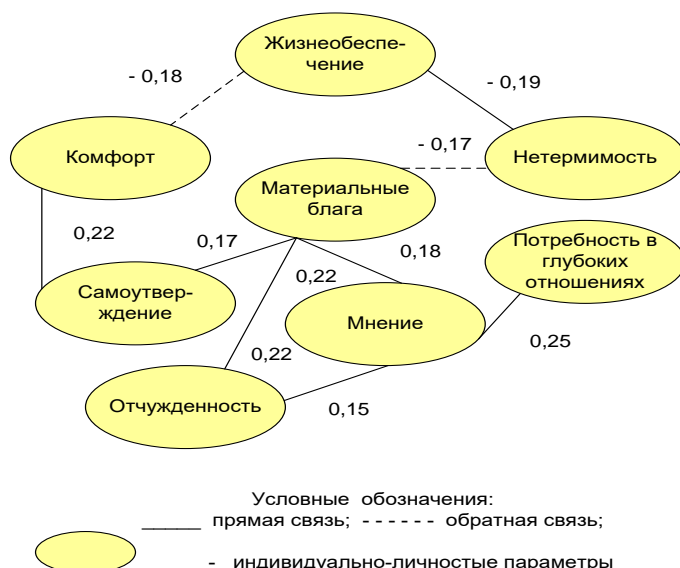 Жизнеобеспе-
чение
- 0,18
- 0,19
Комфорт
- 0,17
Нетермимость
Материальные
блага
0,22
0,17
0,18
Потребность в
глубоких
отношениях
0,22
Самоутвер-
ждение
Мнение
0,22
0,25
Отчужденность
0,15
Условные обозначения:
_____ прямая связь; - - - - - - обратная связь;
- индивидуально-личностые параметры